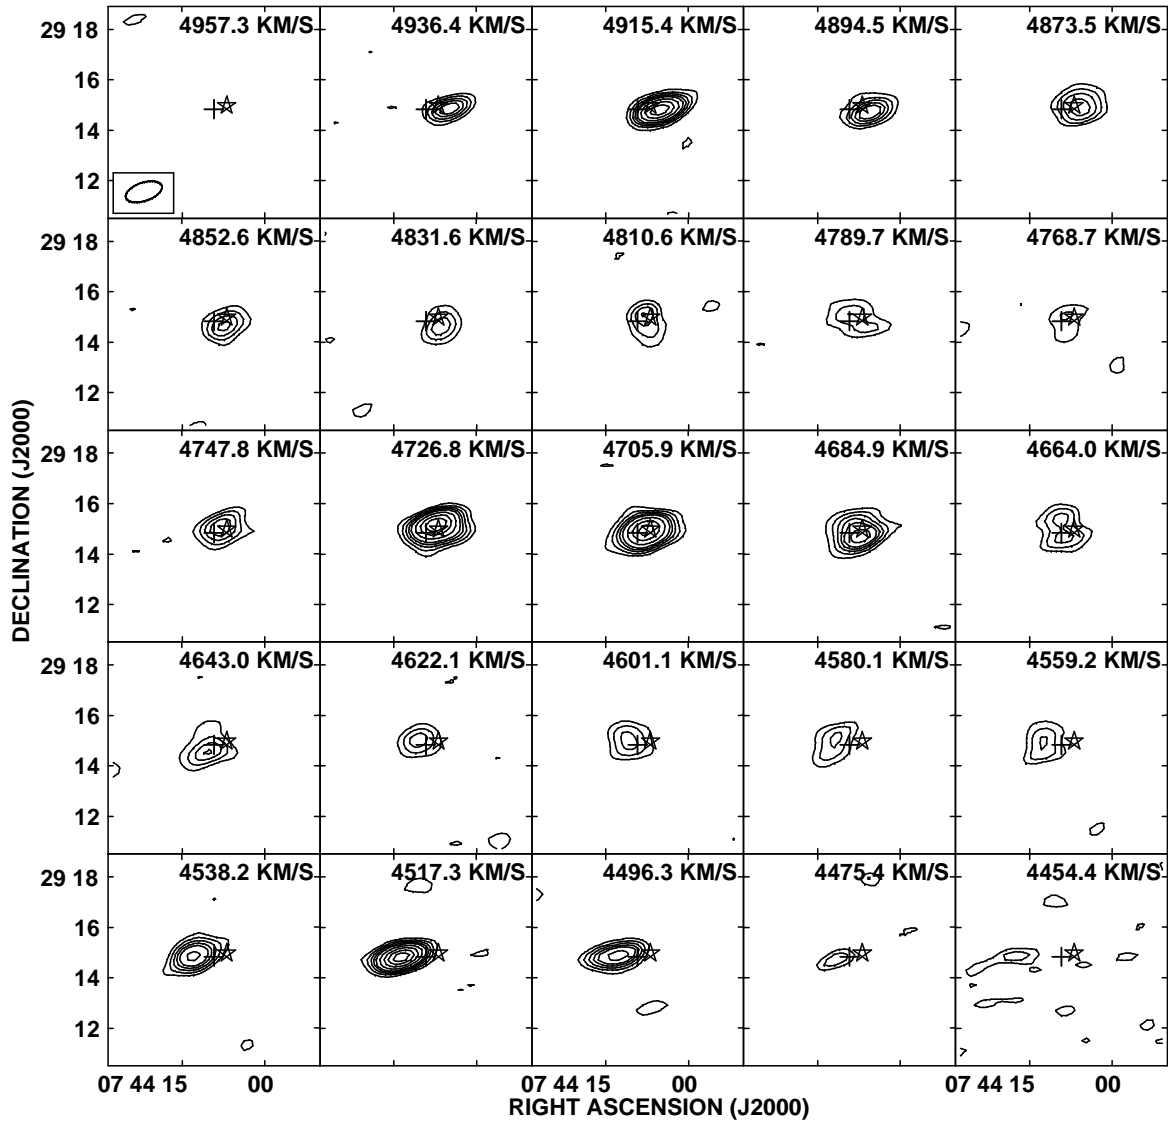 29 18 4957.3 KM/S 4936.4 KM/S 4915.4 KM/S 4894.5 KM/S 4873.5 KM/S
16
14
12
29 18 4852.6 KM/S 4831.6 KM/S 4810.6 KM/S 4789.7 KM/S 4768.7 KM/S
16
14
12
DECLINATION (J2000)
29 18 4747.8 KM/S 4726.8 KM/S 4705.9 KM/S 4684.9 KM/S 4664.0 KM/S
16
14
12
29 18 4643.0 KM/S 4622.1 KM/S 4601.1 KM/S 4580.1 KM/S 4559.2 KM/S
16
14
12
29 18 4538.2 KM/S 4517.3 KM/S 4496.3 KM/S 4475.4 KM/S 4454.4 KM/S
16
14
12
07 44 15 00 07 44 15 00 07 44 15 00
RIGHT ASCENSION (J2000)